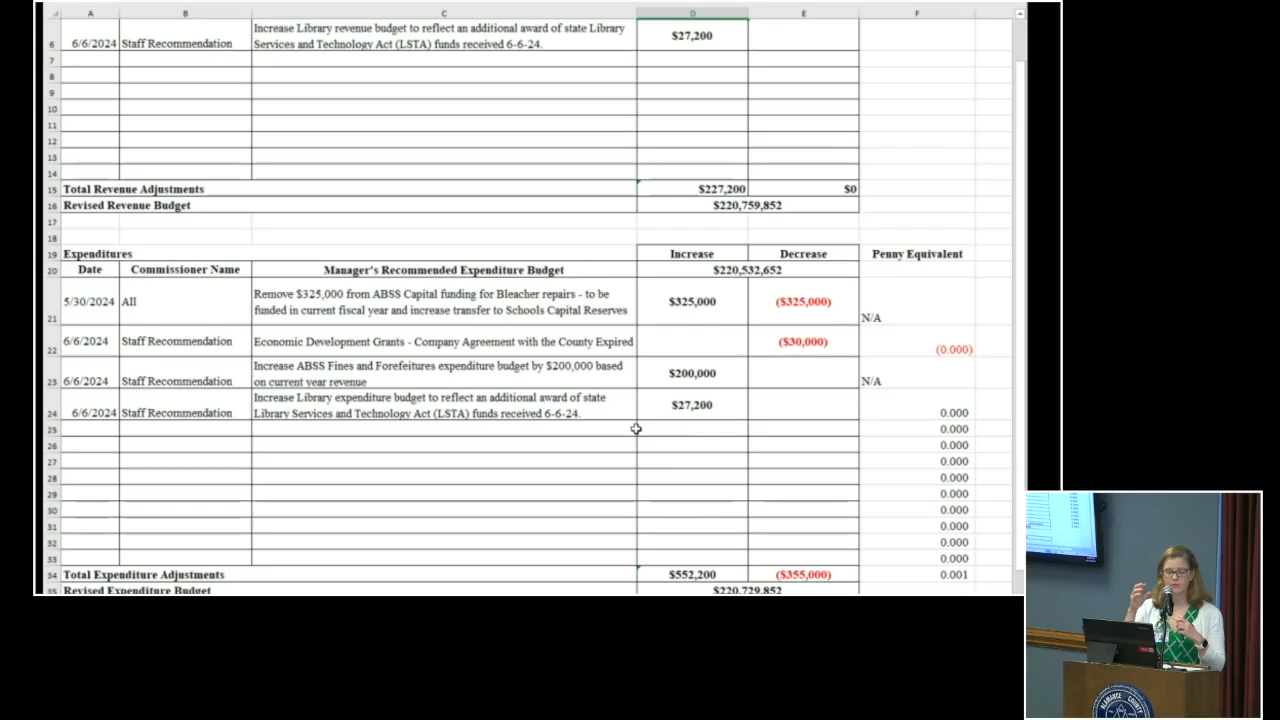 A B C D E F
6 6/6/2024 Staff Recommendation Increase Library revenue budget to reflect an additional award of state Library $27,200
Services and Technology Act (LSTA) funds received 6-6-24.
7
8
9
10
11
12
13
14
15 Total Revenue Adjustments $227,200 $0
16 Revised Revenue Budget $220,759,852
17
18
19 Expenditures Increase Decrease Penny Equivalent
20 Date Commissioner Name Manager's Recommended Expenditure Budget $220,532,652
21 5/30/2024 All Remove $325,000 from ABSS Capital funding for Bleacher repairs - to be $325,000 ($325,000) N/A
funded in current fiscal year and increase transfer to Schools Capital Reserves
22 6/6/2024 Staff Recommendation Economic Development Grants - Company Agreement with the County Expired ($30,000) (0.000)
23 6/6/2024 Staff Recommendation Increase ABSS Fines and Forefeitures expenditure budget by $200,000 based $200,000 N/A
on current year revenue
24 6/6/2024 Staff Recommendation Increase Library expenditure budget to reflect an additional award of state $27,200 0.000
Library Services and Technology Act (LSTA) funds received 6-6-24.
25 0.000
26 0.000
27 0.000
28 0.000
29 0.000
30 0.000
31 0.000
32 0.000
33 0.000
34 Total Expenditure Adjustments $552,200 ($355,000) 0.001
35 Revised Expenditure Budget $220,729,852
ALAMANCE COUNTY